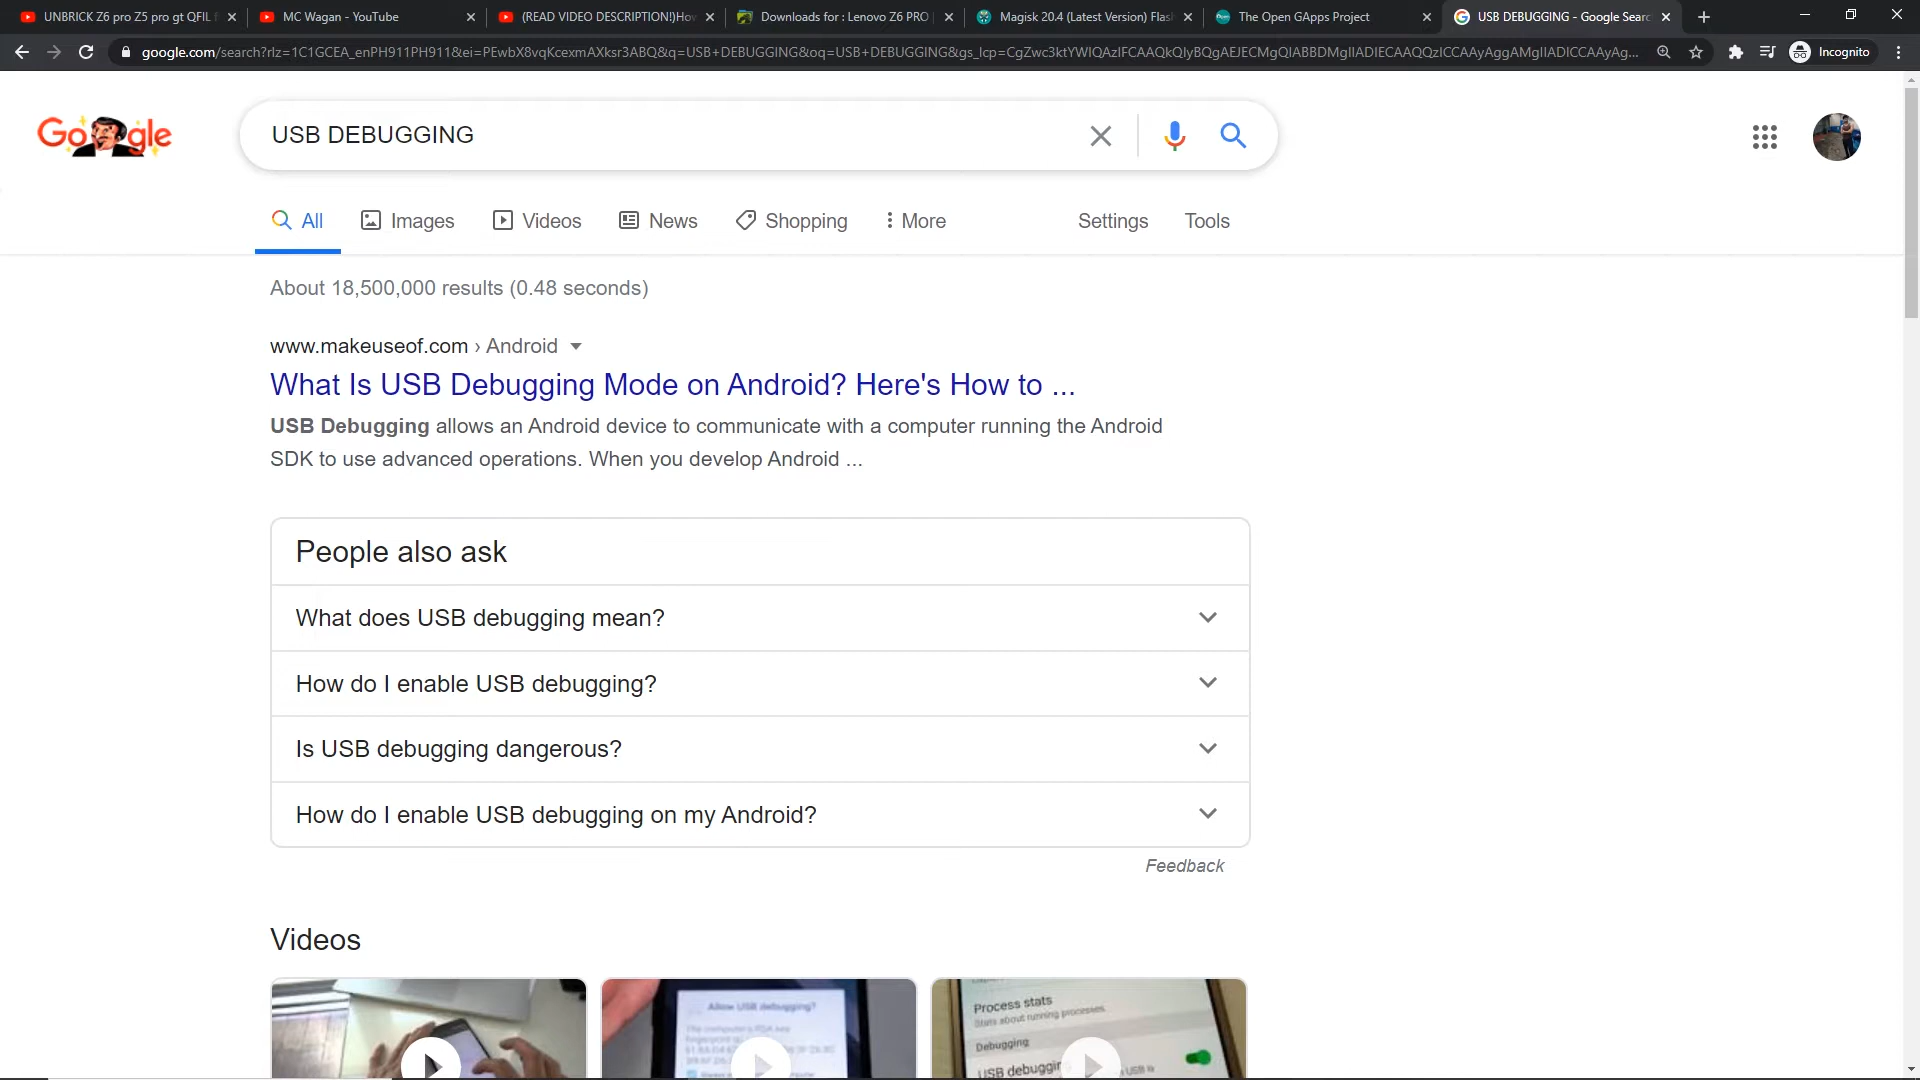 UNBRICK Z6 pro Z5 pro gt QFIL f
MC Wagan - YouTube
(READ VIDEO DESCRIPTION!)How
Downloads for : Lenovo Z6 PRO
Magisk 20.4 (Latest Version) Flas
The Open GApps Project
USB DEBUGGING - Google Searc
google.com/search?rlz=1C1GCEA_enPH911PH911&ei=PEwbX8vqKcexmAXksr3ABQ&q=USB+DEBUGGING&oq=USB+DEBUGGING&gs_lcp=
Incognito
Google
USB DEBUGGING
All
Images
Videos
News
Shopping
More
Settings
Tools
About 18,500,000 results (0.48 seconds)
www.makeuseof.com › Android
What Is USB Debugging Mode on Android? Here's How to ...
USB Debugging allows an Android device to communicate with a computer running the Android
SDK to use advanced operations. When you develop Android ...
People also ask
What does USB debugging mean?
How do I enable USB debugging?
Is USB debugging dangerous?
How do I enable USB debugging on my Android?
Feedback
Videos
Allow USB debugging?
Process stats
Stats about running processes
Debugging
USB debugging